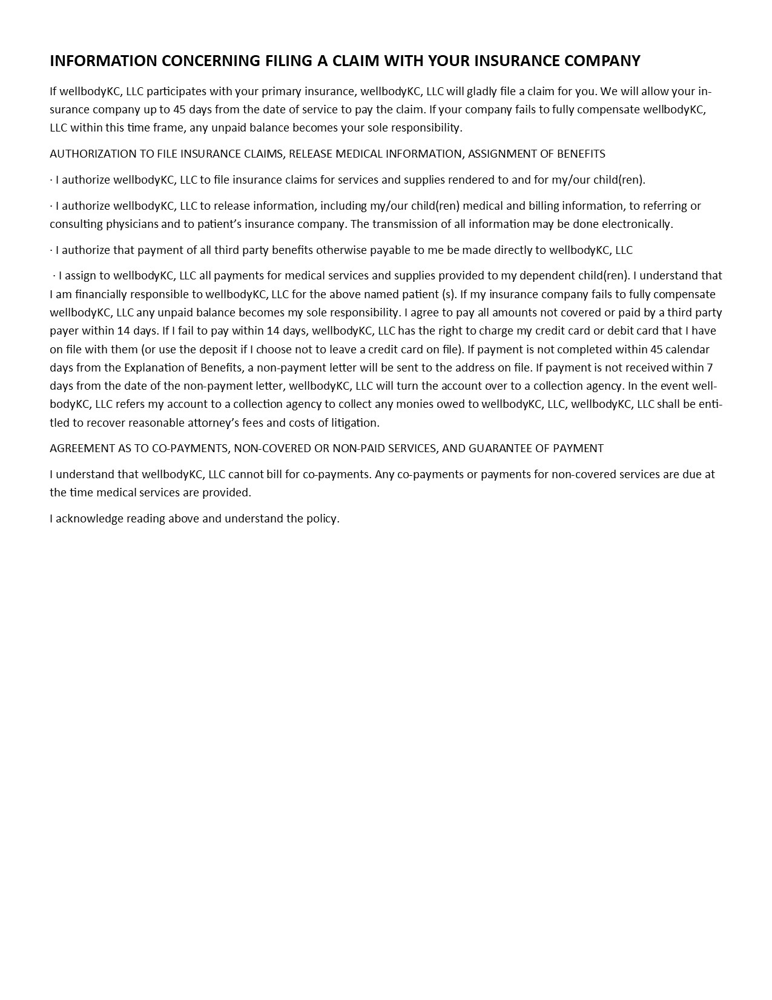 INFORMATION CONCERNING FILING A CLAIM WITH YOUR INSURANCE COMPANY
If wellbodyKC, LLC participates with your primary insurance, wellbodyKC, LLC will gladly file a claim for you. We will allow your in-
surance company up to 45 days from the date of service to pay the claim. If your company fails to fully compensate wellbodyKC,
LLC within this time frame, any unpaid balance becomes your sole responsibility.
AUTHORIZATION TO FILE INSURANCE CLAIMS, RELEASE MEDICAL INFORMATION, ASSIGNMENT OF BENEFITS
· I authorize wellbodyKC, LLC to file insurance claims for services and supplies rendered to and for my/our child(ren).
· I authorize wellbodyKC, LLC to release information, including my/our child(ren) medical and billing information, to referring or
consulting physicians and to patient’s insurance company. The transmission of all information may be done electronically.
· I authorize that payment of all third party benefits otherwise payable to me be made directly to wellbodyKC, LLC
· I assign to wellbodyKC, LLC all payments for medical services and supplies provided to my dependent child(ren). I understand that
I am financially responsible to wellbodyKC, LLC for the above named patient (s). If my insurance company fails to fully compensate
wellbodyKC, LLC any unpaid balance becomes my sole responsibility. I agree to pay all amounts not covered or paid by a third party
payer within 14 days. If I fail to pay within 14 days, wellbodyKC, LLC has the right to charge my credit card or debit card that I have
on file with them (or use the deposit if I choose not to leave a credit card on file). If payment is not completed within 45 calendar
days from the Explanation of Benefits, a non-payment letter will be sent to the address on file. If payment is not received within 7
days from the date of the non-payment letter, wellbodyKC, LLC will turn the account over to a collection agency. In the event well-
bodyKC, LLC refers my account to a collection agency to collect any monies owed to wellbodyKC, LLC, wellbodyKC, LLC shall be enti-
tled to recover reasonable attorney’s fees and costs of litigation.
AGREEMENT AS TO CO-PAYMENTS, NON-COVERED OR NON-PAID SERVICES, AND GUARANTEE OF PAYMENT
I understand that wellbodyKC, LLC cannot bill for co-payments. Any co-payments or payments for non-covered services are due at
the time medical services are provided.
I acknowledge reading above and understand the policy.